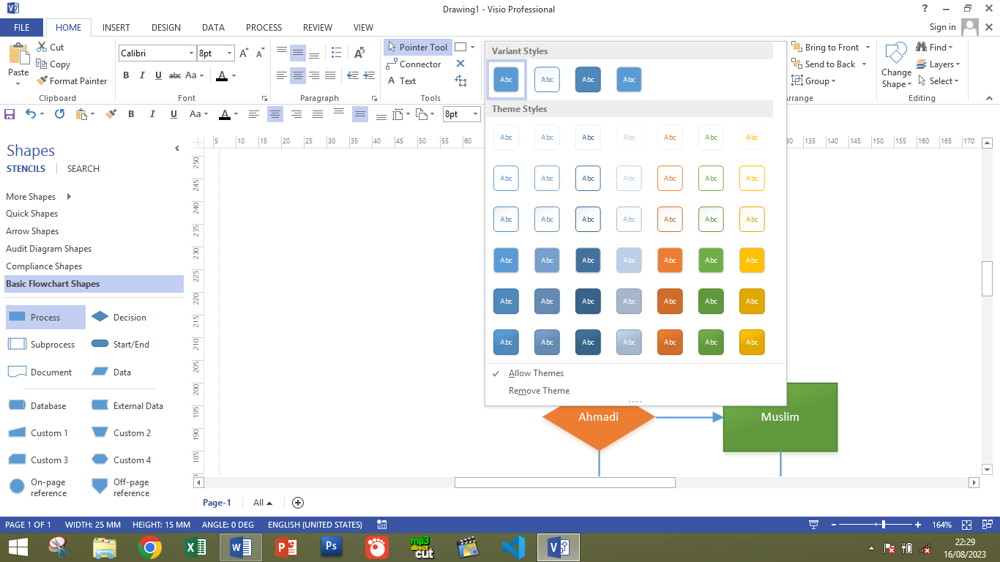 Drawing1 - Visio Professional
FILE HOME INSERT DESIGN DATA PROCESS REVIEW VIEW Sign in
Cut Calibri 8pt Pointer Tool Variant Styles Bring to Front Find
Paste Copy Connector Abc Abc Abc Abc Send to Back Change Shape Layers
Format Painter B I U abc Aa A Text Group Select
Clipboard Font Paragraph Tools Arrange Editing
B I U Aa A 8pt Theme Styles
Abc Abc Abc Abc Abc Abc Abc
5 10 15 20 25 30 35 40 45 50 55 60 130 135 140 145 150 155 160 165 170
Shapes
STENCILS SEARCH
Abc Abc Abc Abc Abc Abc Abc
More Shapes
Quick Shapes
Abc Abc Abc Abc Abc Abc Abc
Arrow Shapes
Audit Diagram Shapes
Compliance Shapes
Abc Abc Abc Abc Abc Abc Abc
Basic Flowchart Shapes
Abc Abc Abc Abc Abc Abc Abc
Process Decision
Subprocess Start/End
Abc Abc Abc Abc Abc Abc Abc
Document Data
Allow Themes
Remove Theme
Database External Data
Ahmadi Muslim
Custom 1 Custom 2
Custom 3 Custom 4
On-page reference Off-page reference
250
245
240
235
230
225
220
215
210
205
200
195
190
185
Page-1 All
PAGE 1 OF 1 WIDTH: 25 MM HEIGHT: 15 MM ANGLE: 0 DEG ENGLISH (UNITED STATES) 164%
mp3 direct cut
Ps
22:29
16/08/2023